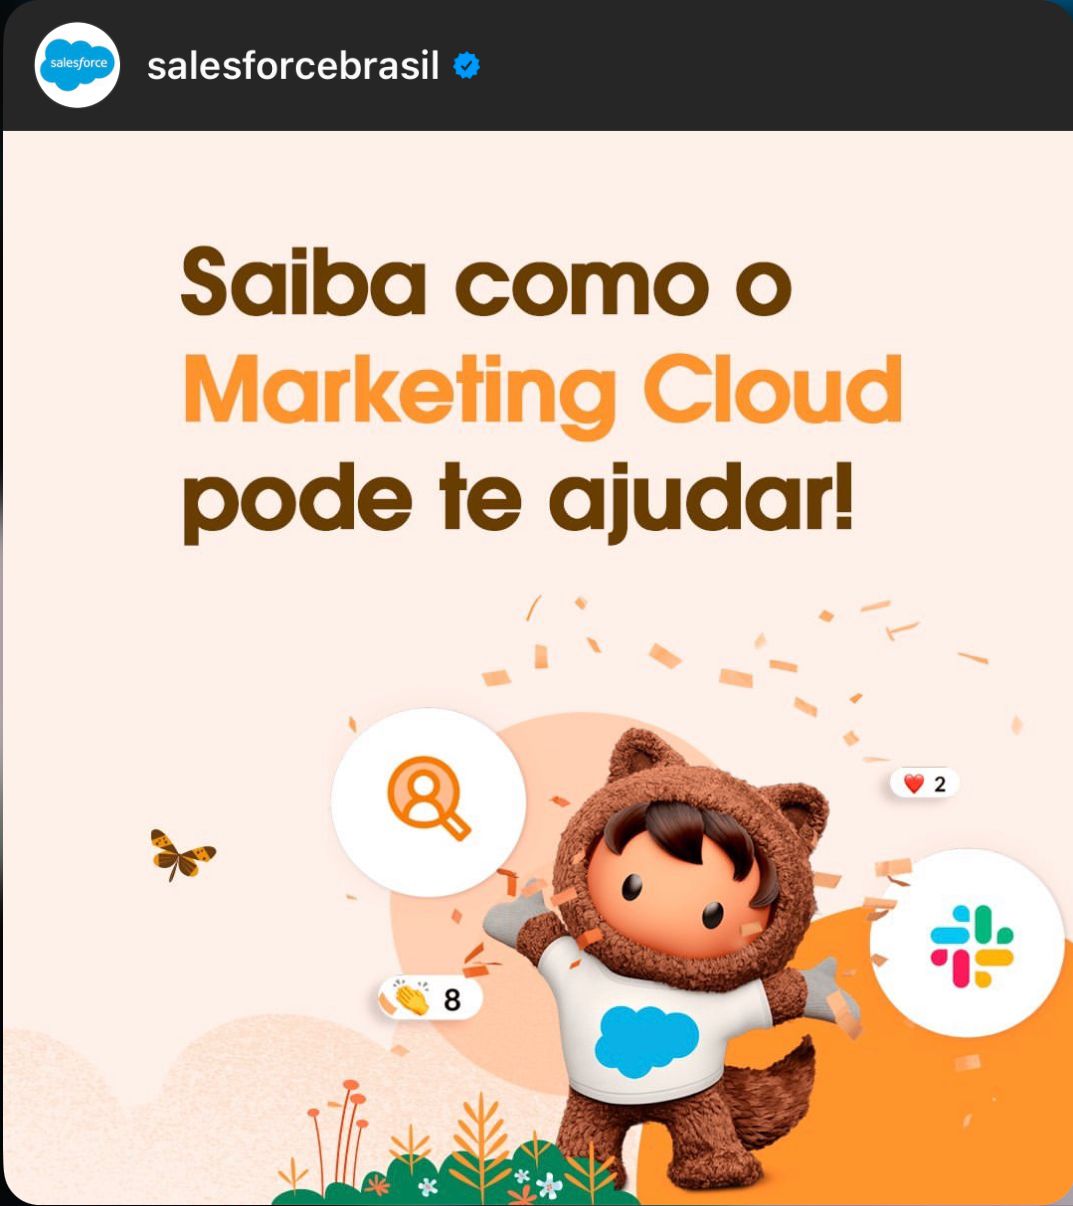 salesforce
salesforcebrasil
Saiba como o
Marketing Cloud
pode te ajudar!
2
8